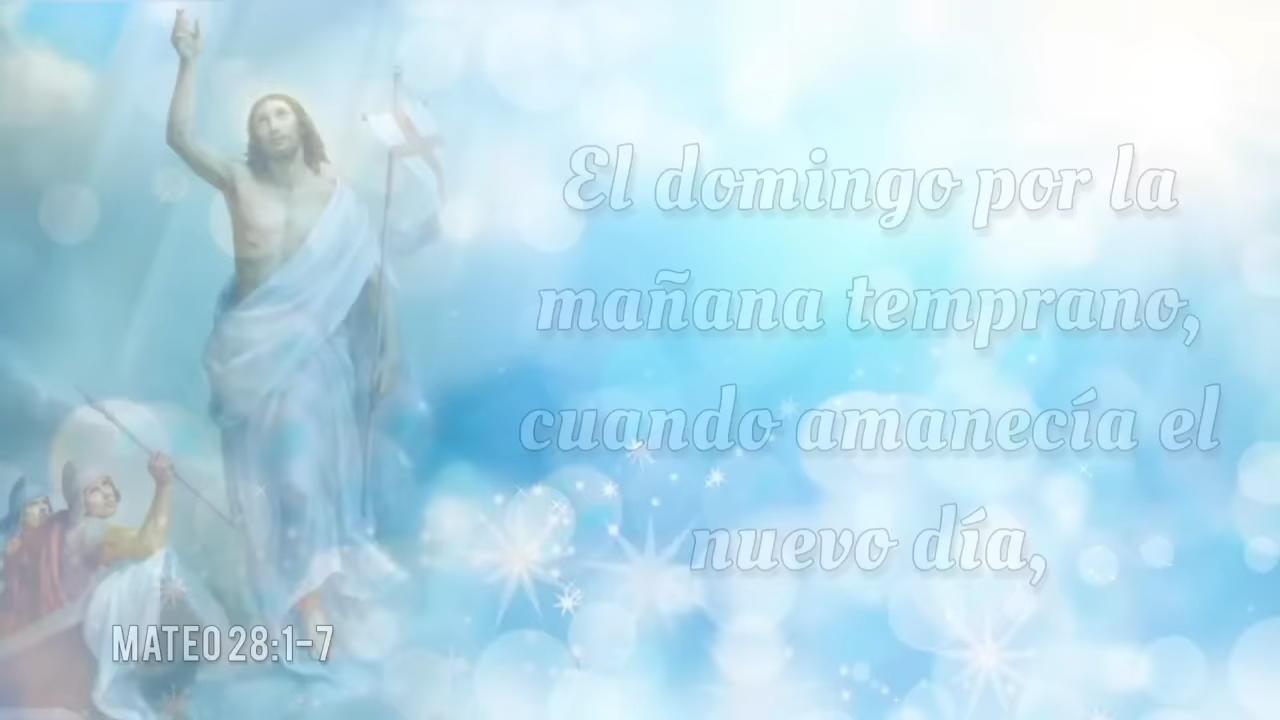 El domingo por la
mañana temprano,
cuando amanecía el
nuevo día,
MATEO 28:1-7